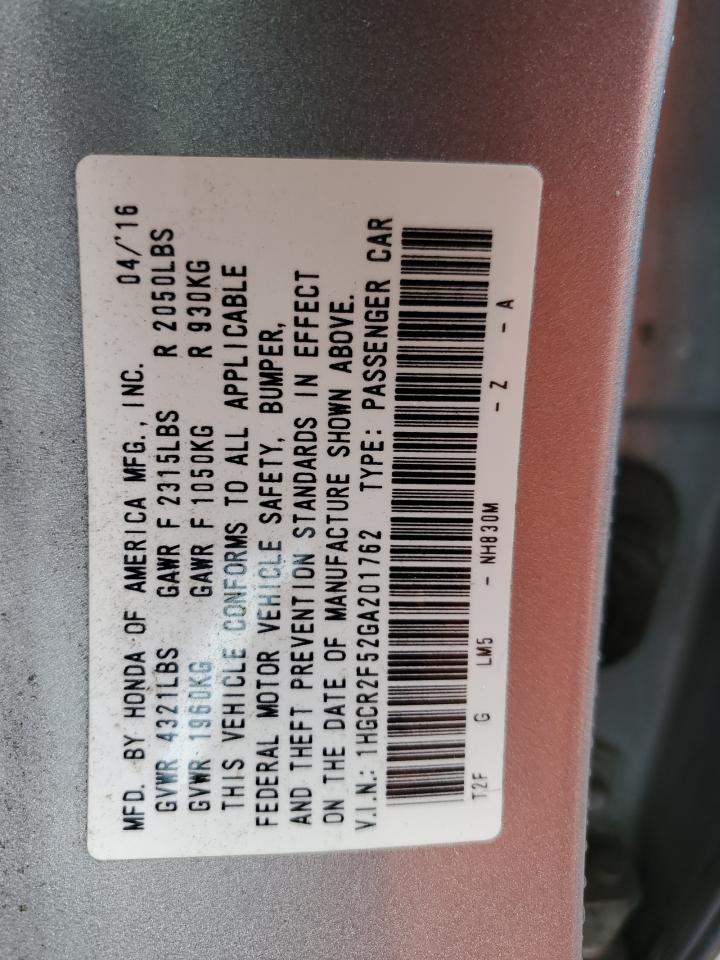 MFD. BY HONDA OF AMERICA MFG., INC. 04/'16
GVWR 4321LBS GAWR F 2315LBS R 2050LBS
GVWR 1960KG GAWR F 1050KG R 930KG
THIS VEHICLE CONFORMS TO ALL APPLICABLE
FEDERAL MOTOR VEHICLE SAFETY, BUMPER,
AND THEFT PREVENTION STANDARDS IN EFFECT
ON THE DATE OF MANUFACTURE SHOWN ABOVE.
V.I.N.: 1HGCR2F52GA201762 TYPE: PASSENGER CAR
T2F G LM5 - NH830M - Z - A